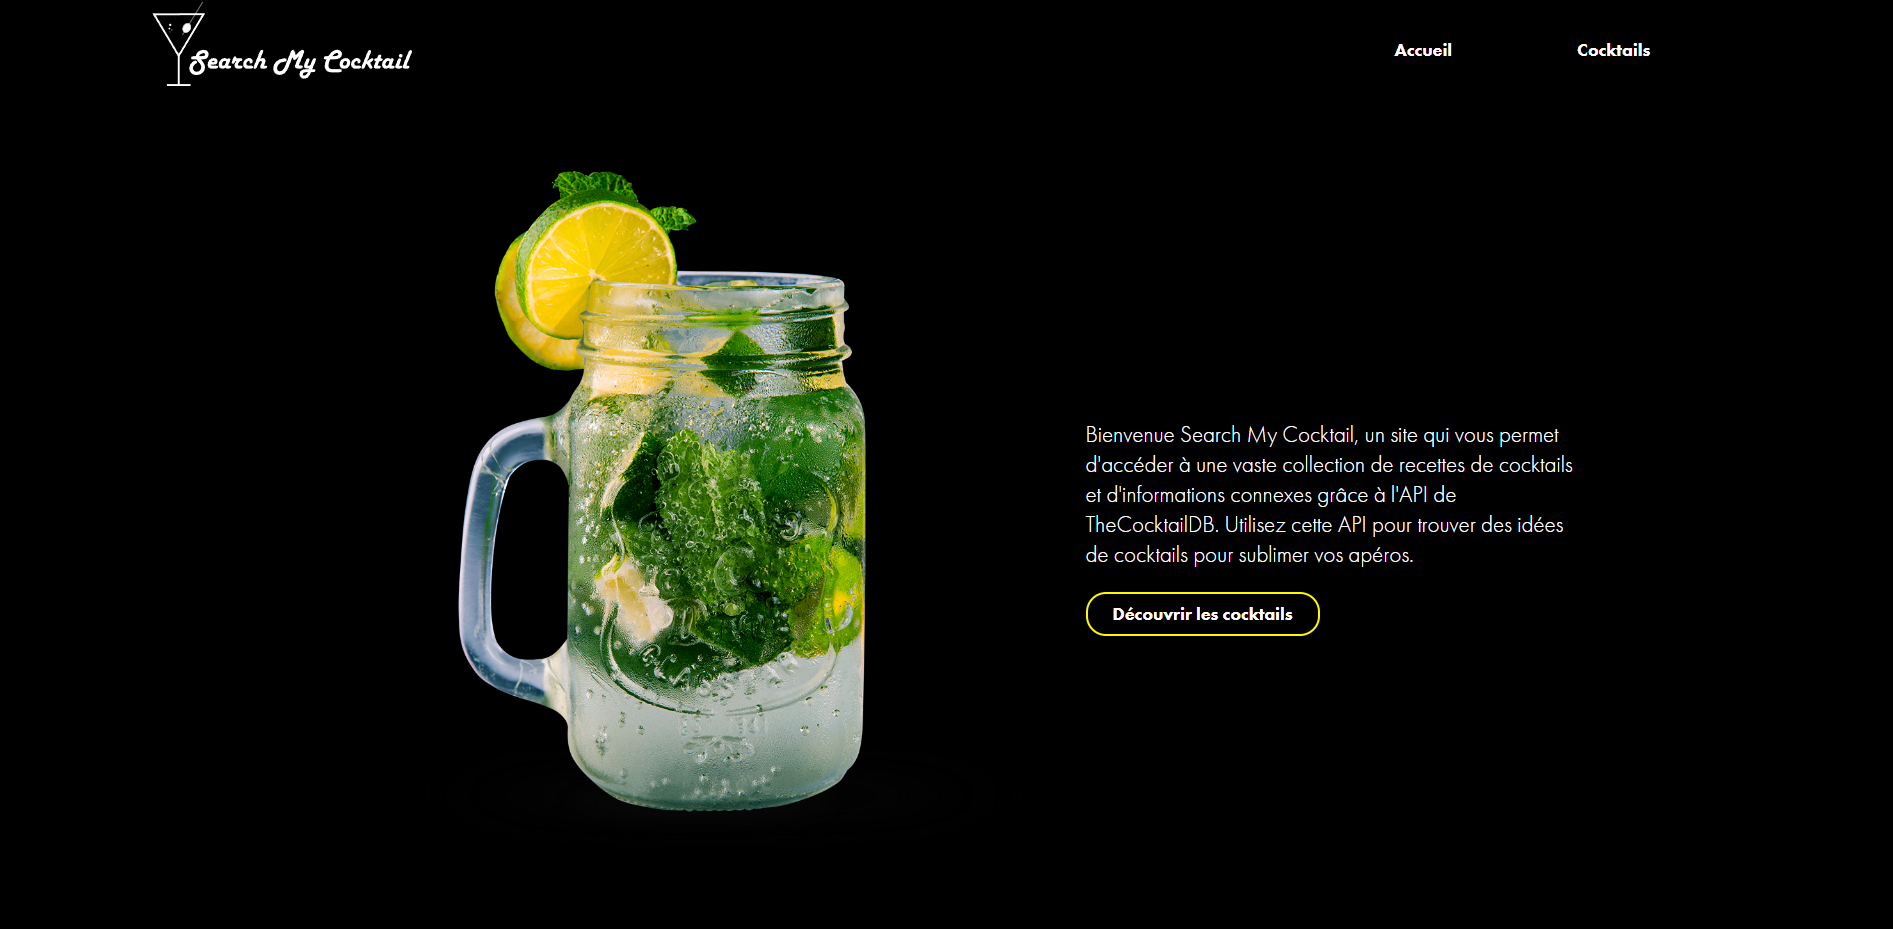 Search My Cocktail
Accueil
Cocktails
Bienvenue Search My Cocktail, un site qui vous permet
d'accéder à une vaste collection de recettes de cocktails
et d'informations connexes grâce à l'API de
TheCocktailDB. Utilisez cette API pour trouver des idées
de cocktails pour sublimer vos apéros.
Découvrir les cocktails